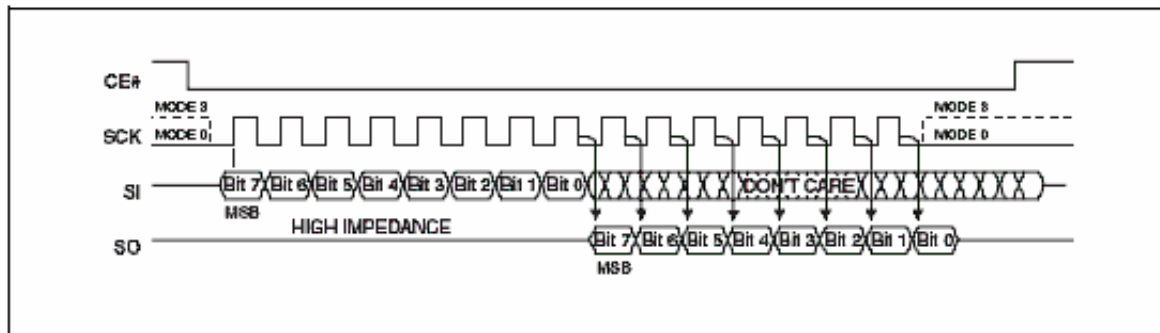 CE#
MODE 3
MODE 3
SCK
MODE 0
MODE 0
SI
Bit 7 Bit 6 Bit 5 Bit 4 Bit 3 Bit 2 Bit 1 Bit 0 DON'T CARE
MSB
HIGH IMPEDANCE
SO
Bit 7 Bit 6 Bit 5 Bit 4 Bit 3 Bit 2 Bit 1 Bit 0
MSB